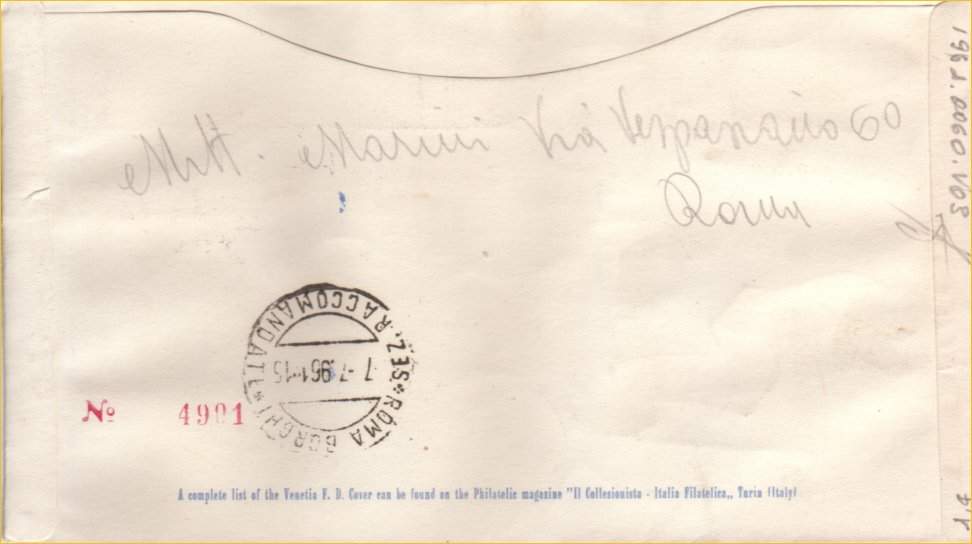 Mitt. Marini Via Vespasiano 60
Roma
SEZ. RACCOMANDATE * ROMA BORGHI *
7-7-961-15
№ 4901
A complete list of the Venetia F. D. Cover can be found on the Philatelic magazine "Il Collezionista - Italia Filatelica,, Turin (Italy)